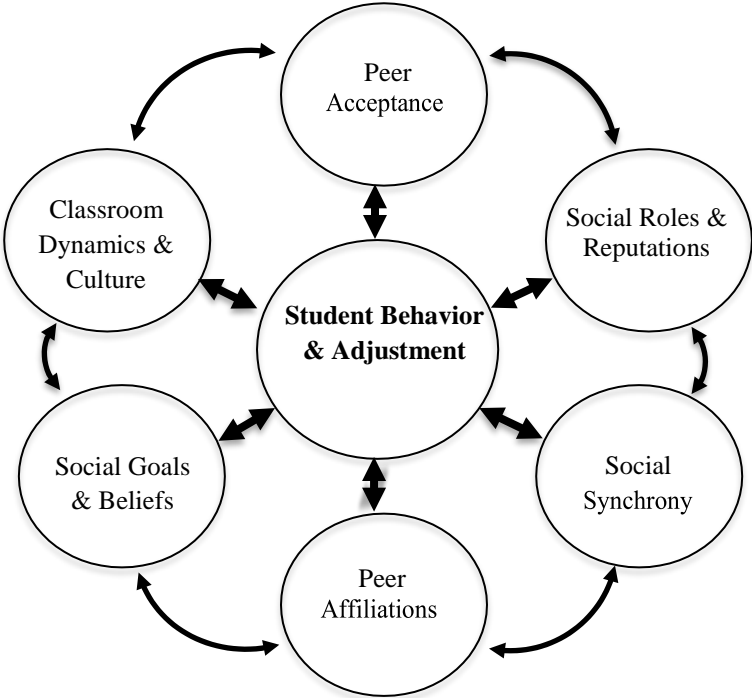 Peer
Acceptance
Classroom
Dynamics &
Culture
Social Roles &
Reputations
Student Behavior
& Adjustment
Social Goals
& Beliefs
Social
Synchrony
Peer
Affiliations